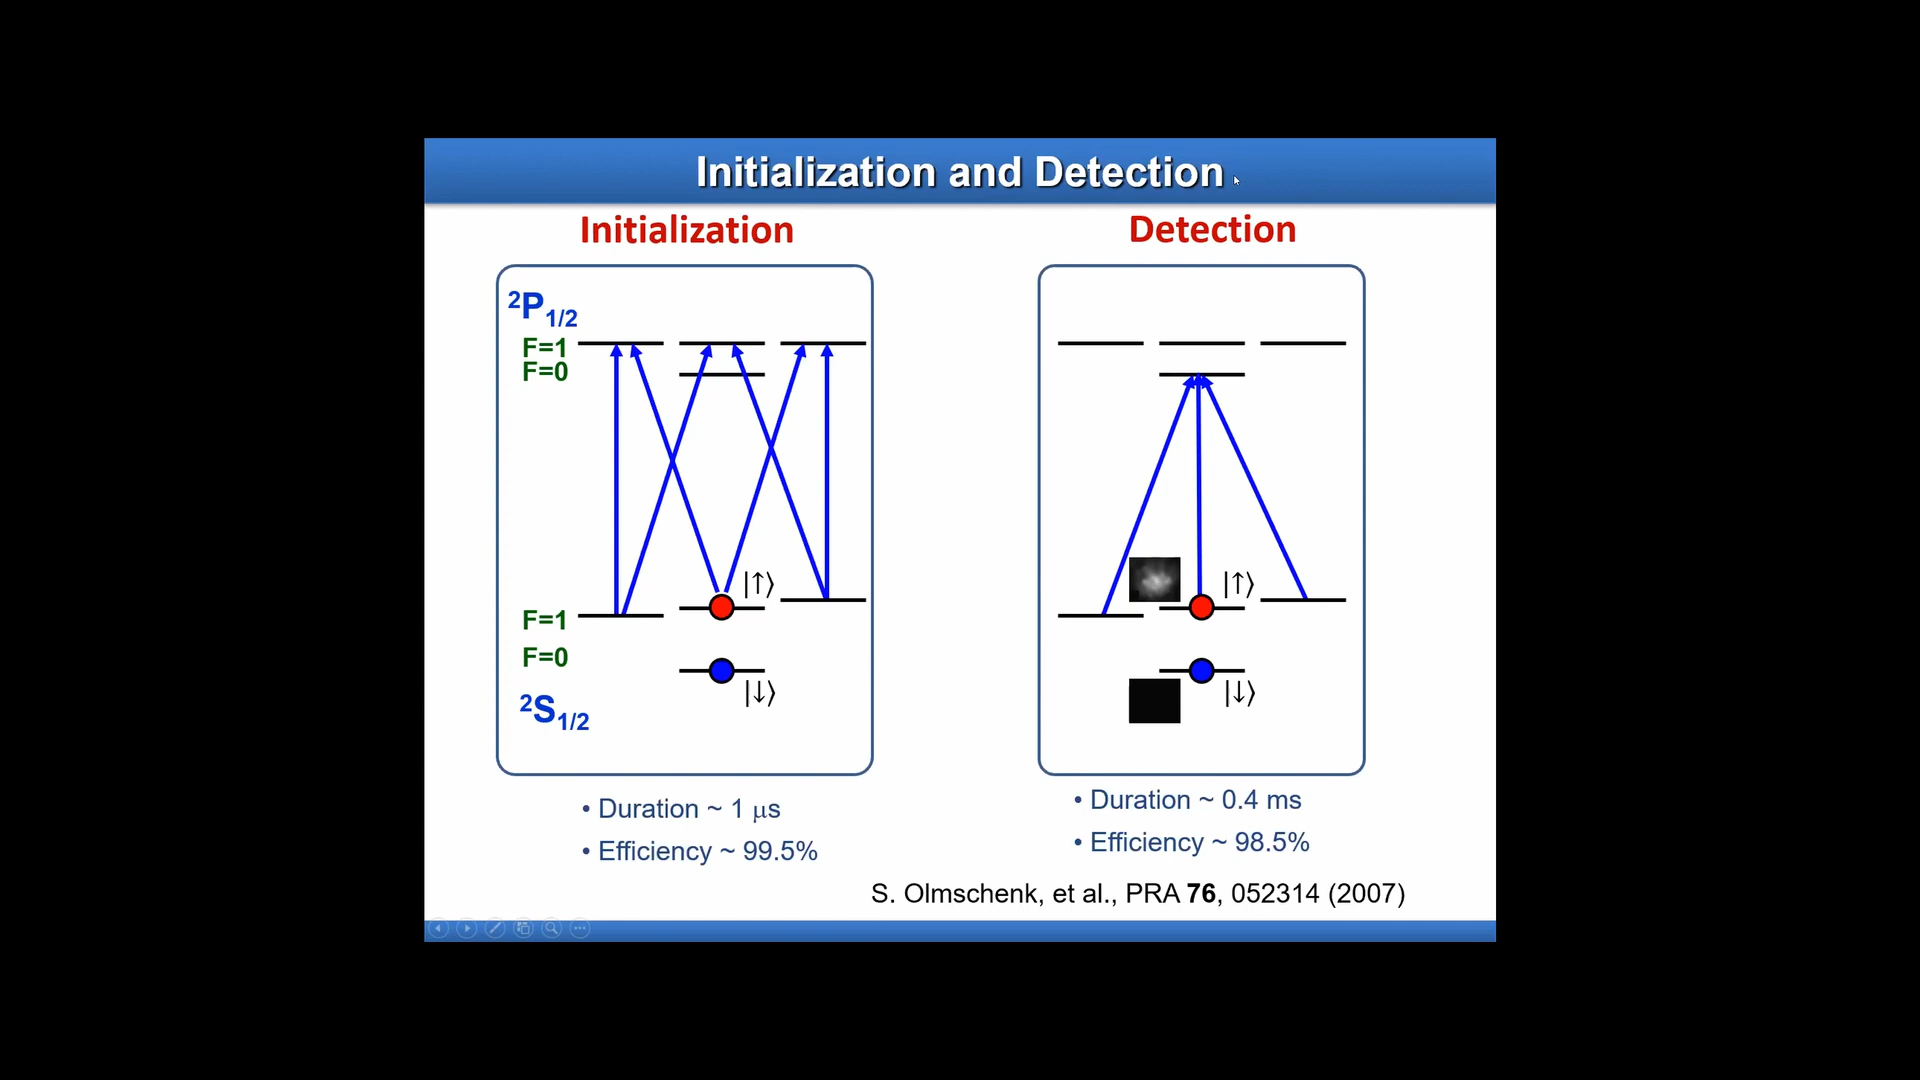 Initialization and Detection
Initialization
²P₁/₂
F=1
F=0
|↑⟩
F=1
F=0
|↓⟩
²S₁/₂
• Duration ~ 1 μs
• Efficiency ~ 99.5%
Detection
|↑⟩
|↓⟩
• Duration ~ 0.4 ms
• Efficiency ~ 98.5%
S. Olmschenk, et al., PRA 76, 052314 (2007)